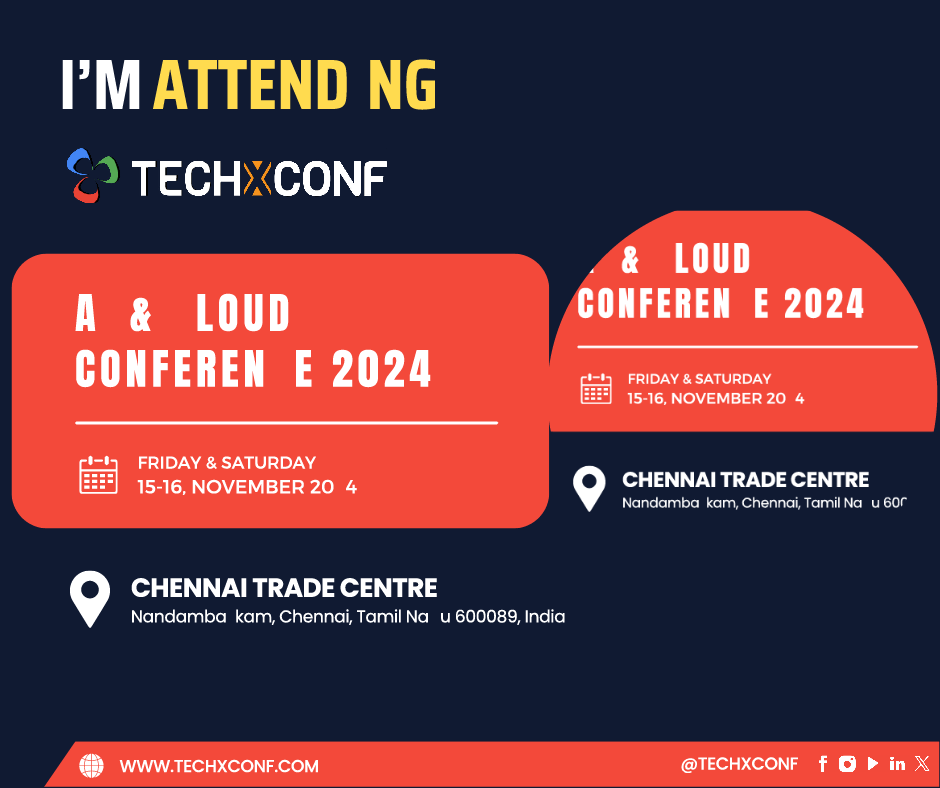 I'M ATTEND NG
TECHXCONF
A & LOUD
CONFEREN E 2024
FRIDAY & SATURDAY
15-16, NOVEMBER 20 4
CHENNAI TRADE CENTRE
Nandamba kam, Chennai, Tamil Na u 600089, India
& LOUD
CONFEREN E 2024
FRIDAY & SATURDAY
15-16, NOVEMBER 20 4
CHENNAI TRADE CENTRE
Nandamba kam, Chennai, Tamil Na u
WWW.TECHXCONF.COM
@TECHXCONF